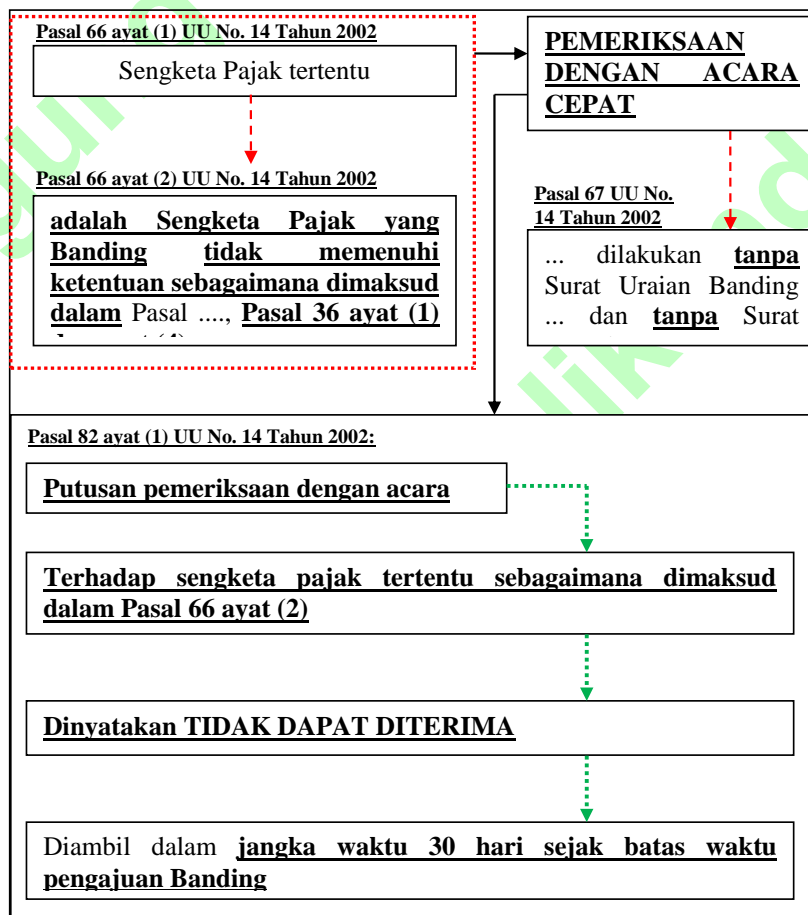 Pasal 66 ayat (1) UU No. 14 Tahun 2002
Sengketa Pajak tertentu
PEMERIKSAAN
DENGAN ACARA
CEPAT
Pasal 66 ayat (2) UU No. 14 Tahun 2002
adalah Sengketa Pajak yang
Banding tidak memenuhi
ketentuan sebagaimana dimaksud
dalam Pasal ...., Pasal 36 ayat (1)
Pasal 67 UU No.
14 Tahun 2002
... dilakukan tanpa
Surat Uraian Banding
... dan tanpa Surat
Pasal 82 ayat (1) UU No. 14 Tahun 2002:
Putusan pemeriksaan dengan acara
Terhadap sengketa pajak tertentu sebagaimana dimaksud
dalam Pasal 66 ayat (2)
Dinyatakan TIDAK DAPAT DITERIMA
Diambil dalam jangka waktu 30 hari sejak batas waktu
pengajuan Banding